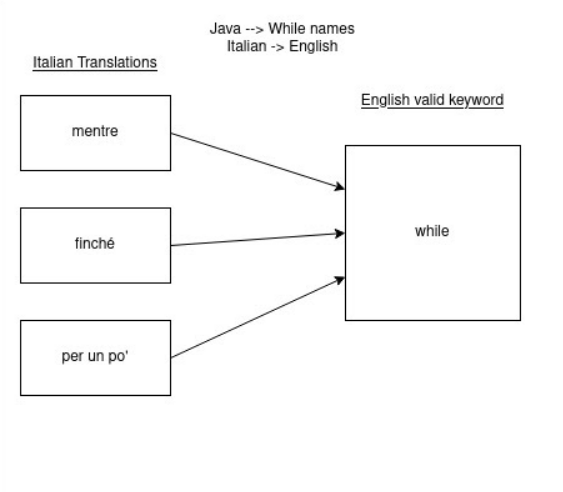 Java --> While names
Italian -> English
Italian Translations
English valid keyword
mentre
finché
per un po'
while